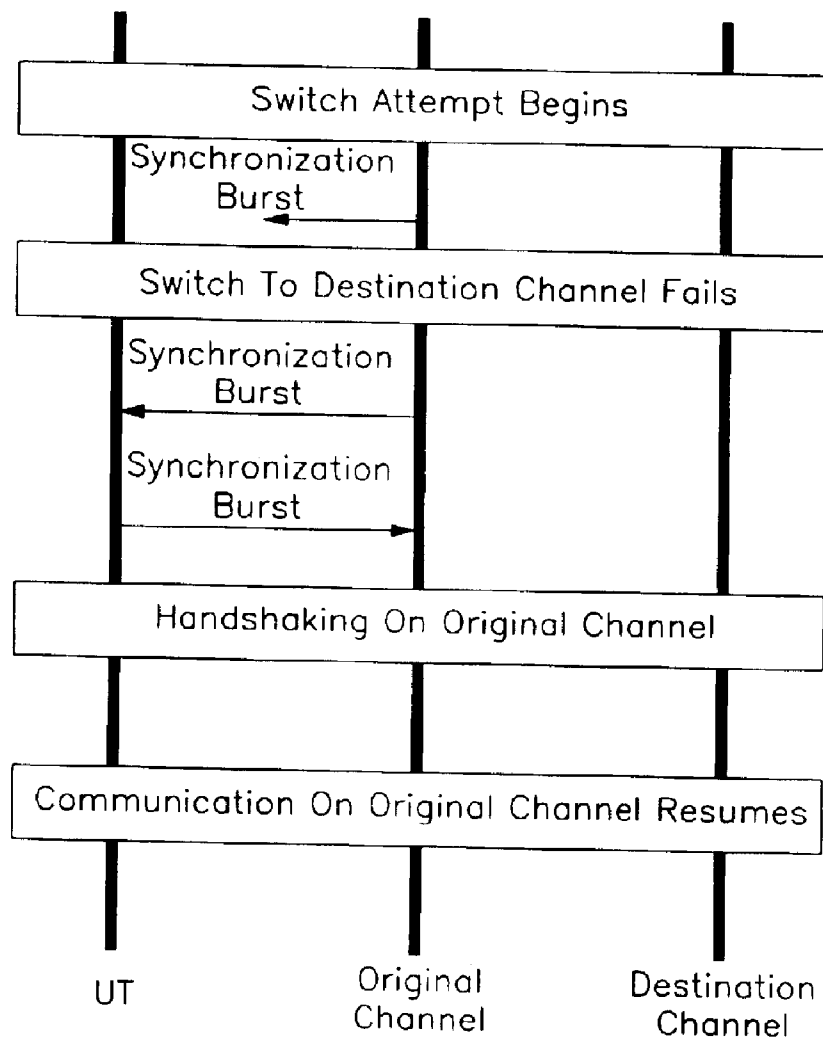 Switch Attempt Begins
Synchronization
Burst
Switch To Destination Channel Fails
Synchronization
Burst
Synchronization
Burst
Handshaking On Original Channel
Communication On Original Channel Resumes
UT
Original
Channel
Destination
Channel